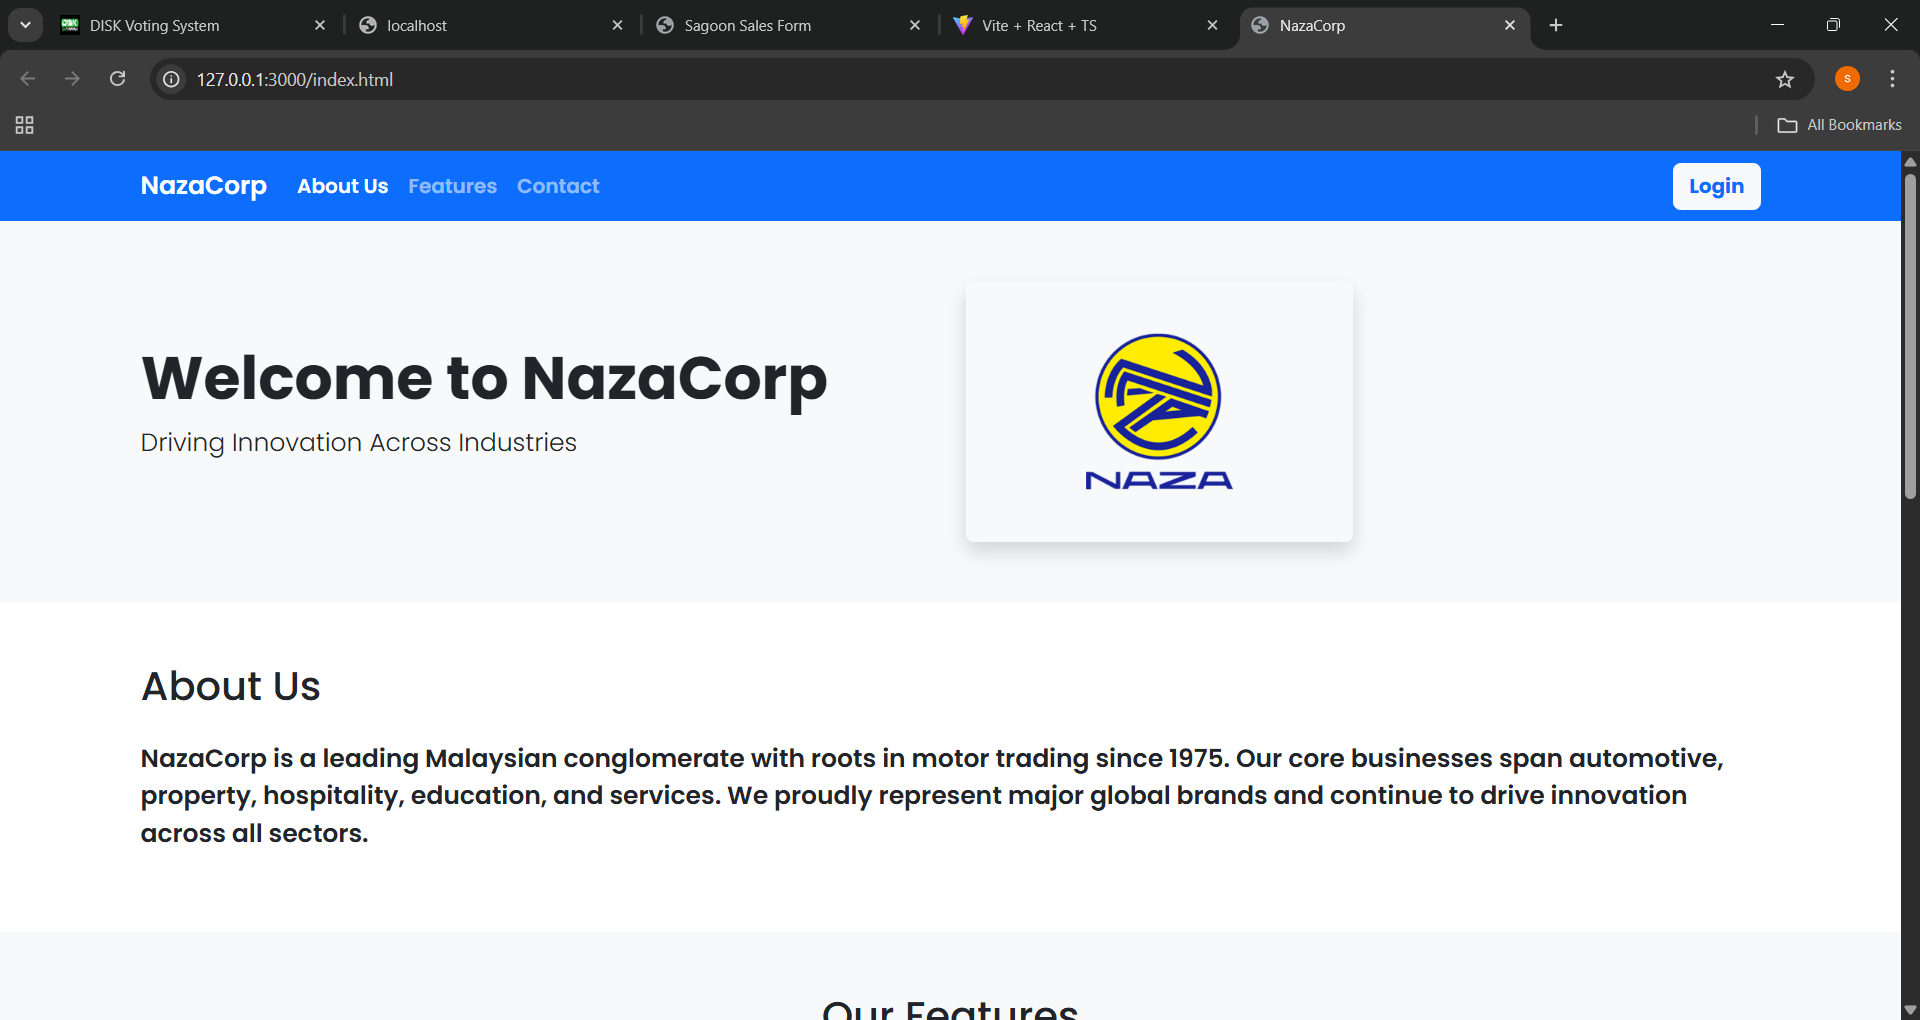 DISK Voting System
localhost
Sagoon Sales Form
Vite + React + TS
NazaCorp
127.0.0.1:3000/index.html
S
All Bookmarks
NazaCorp About Us Features Contact Login
Welcome to NazaCorp
Driving Innovation Across Industries
NAZA
About Us
NazaCorp is a leading Malaysian conglomerate with roots in motor trading since 1975. Our core businesses span automotive,
property, hospitality, education, and services. We proudly represent major global brands and continue to drive innovation
across all sectors.
Our Features